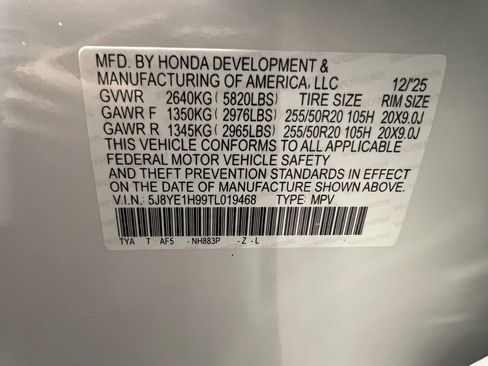 MFD. BY HONDA DEVELOPMENT &
MANUFACTURING OF AMERICA, LLC 12/'25
GVWR 2640KG ( 5820LBS) TIRE SIZE RIM SIZE
GAWR F 1350KG ( 2976LBS) 255/50R20 105H 20X9.0J
GAWR R 1345KG ( 2965LBS) 255/50R20 105H 20X9.0J
THIS VEHICLE CONFORMS TO ALL APPLICABLE
FEDERAL MOTOR VEHICLE SAFETY
AND THEFT PREVENTION STANDARDS IN EFFECT
ON THE DATE OF MANUFACTURE SHOWN ABOVE.
V.I.N.: 5J8YE1H99TL019468 TYPE: MPV
TYA T AF5 - NH883P - Z - L